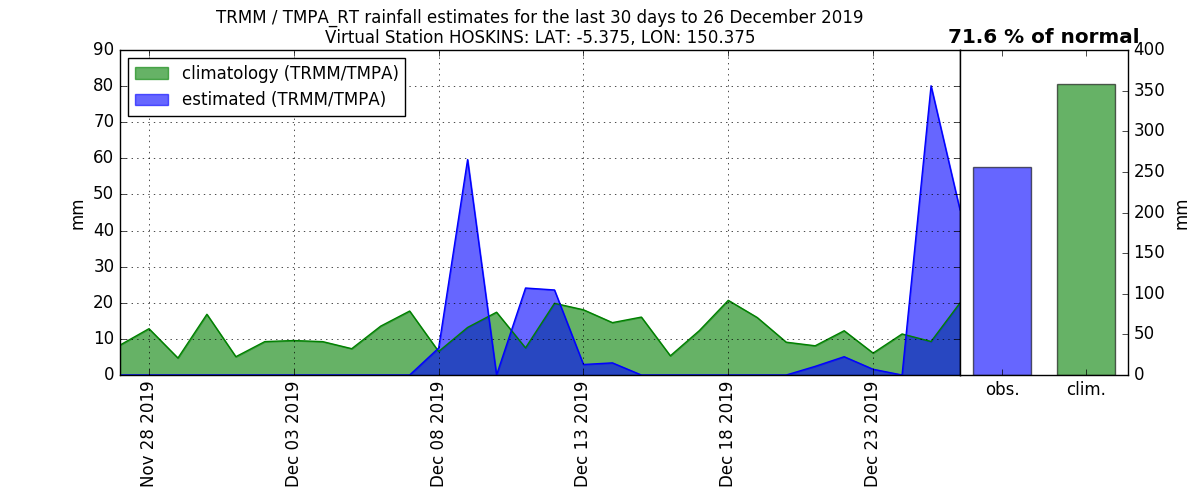 TRMM / TMPA_RT rainfall estimates for the last 30 days to 26 December 2019
Virtual Station HOSKINS: LAT: -5.375, LON: 150.375
71.6 % of normal
climatology (TRMM/TMPA)
estimated (TRMM/TMPA)
mm
90
80
70
60
50
40
30
20
10
0
Nov 28 2019
Dec 03 2019
Dec 08 2019
Dec 13 2019
Dec 18 2019
Dec 23 2019
obs.
clim.
400
350
300
250
200
150
100
50
0
mm